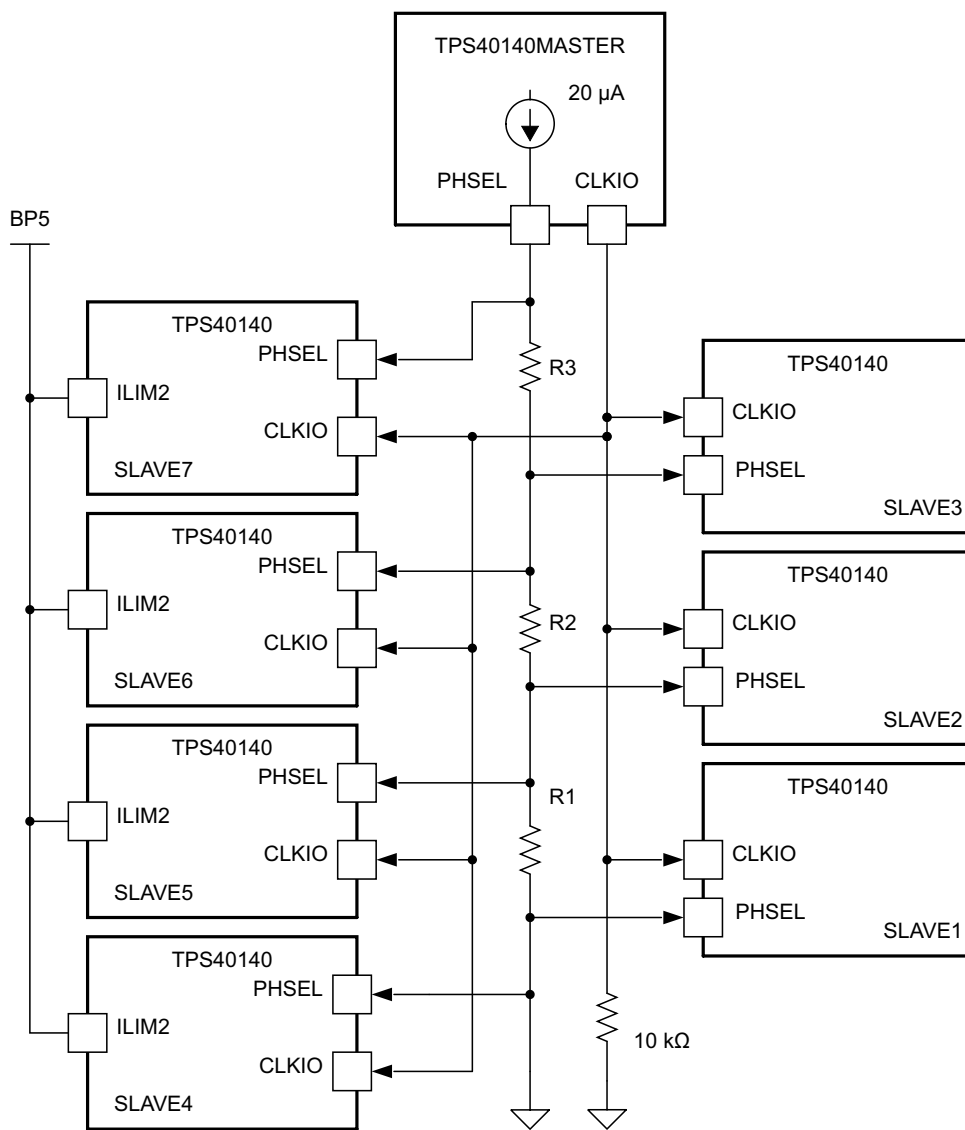 TPS40140MASTER
20 µA
PHSEL
CLKIO
BP5
TPS40140
PHSEL
ILIM2
CLKIO
SLAVE7
R3
TPS40140
CLKIO
PHSEL
SLAVE3
TPS40140
PHSEL
ILIM2
CLKIO
SLAVE6
R2
TPS40140
CLKIO
PHSEL
SLAVE2
TPS40140
PHSEL
ILIM2
CLKIO
SLAVE5
R1
TPS40140
CLKIO
PHSEL
SLAVE1
TPS40140
PHSEL
ILIM2
CLKIO
SLAVE4
10 kΩ